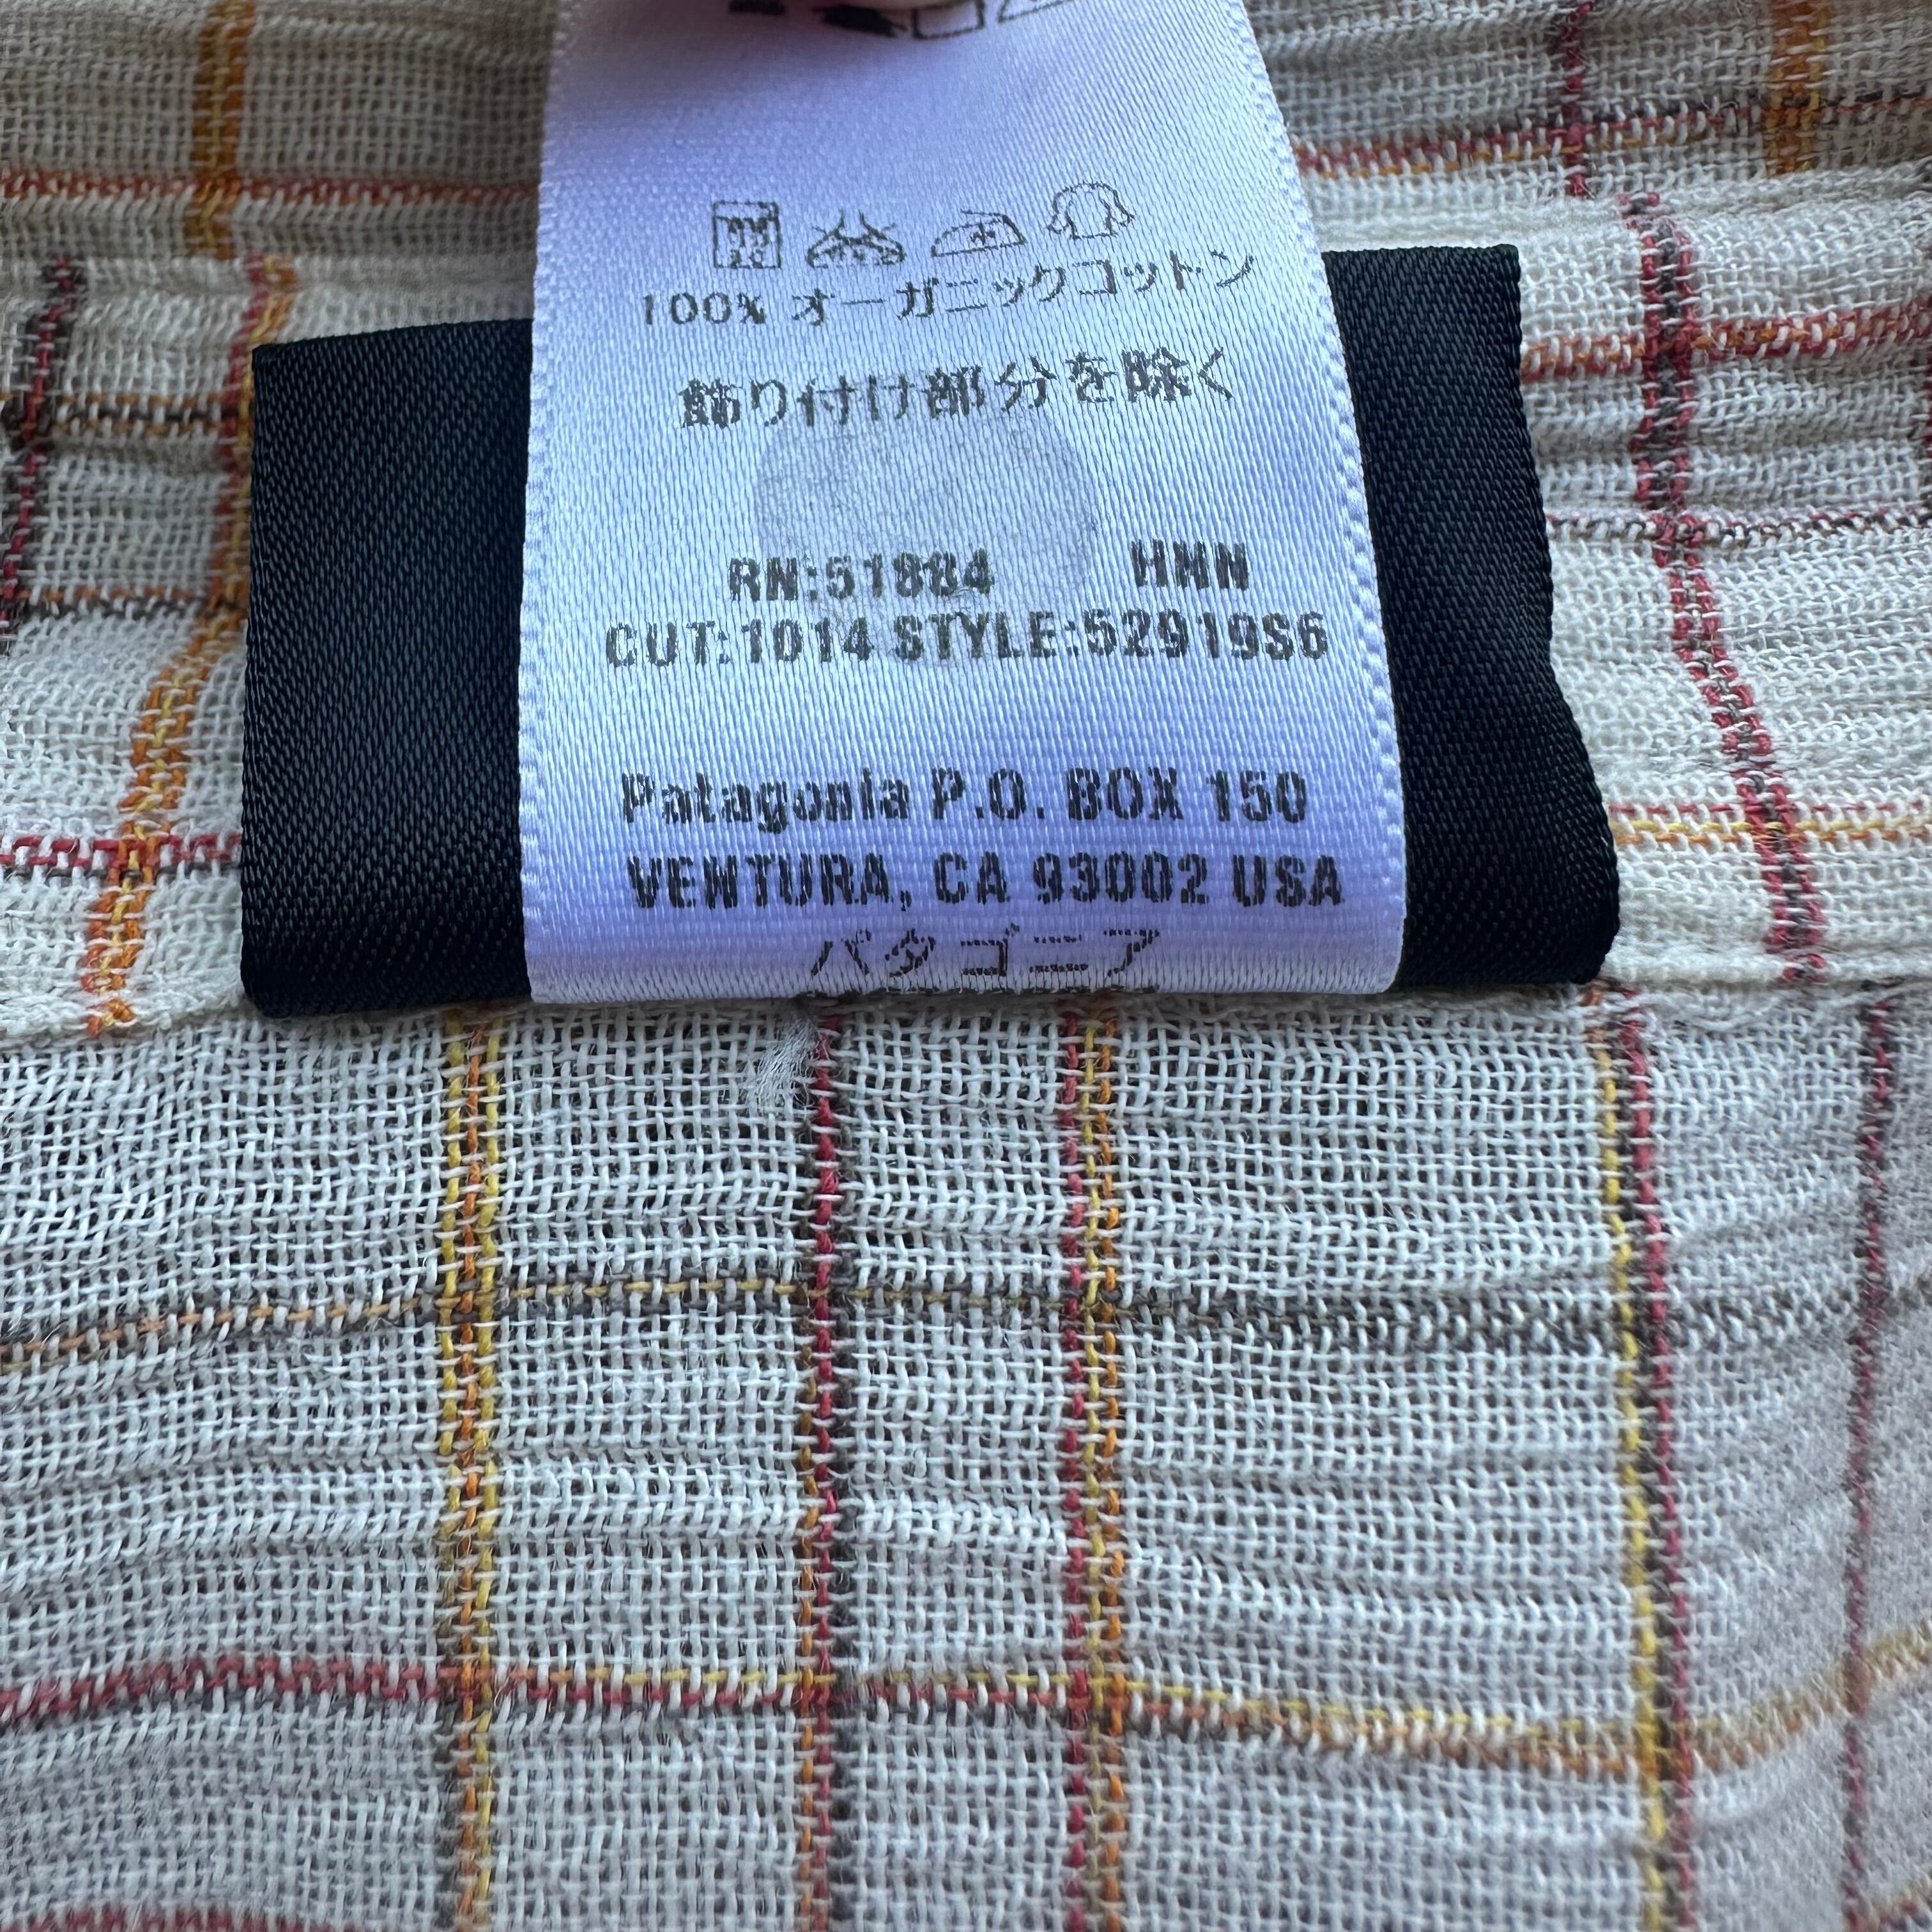 100% オーガニックコットン
飾り付け部分を除く
RN:51884 HNN
CUT:1014 STYLE:52919S6
Patagonia P.O. BOX 150
VENTURA, CA 93002 USA
パタゴニア